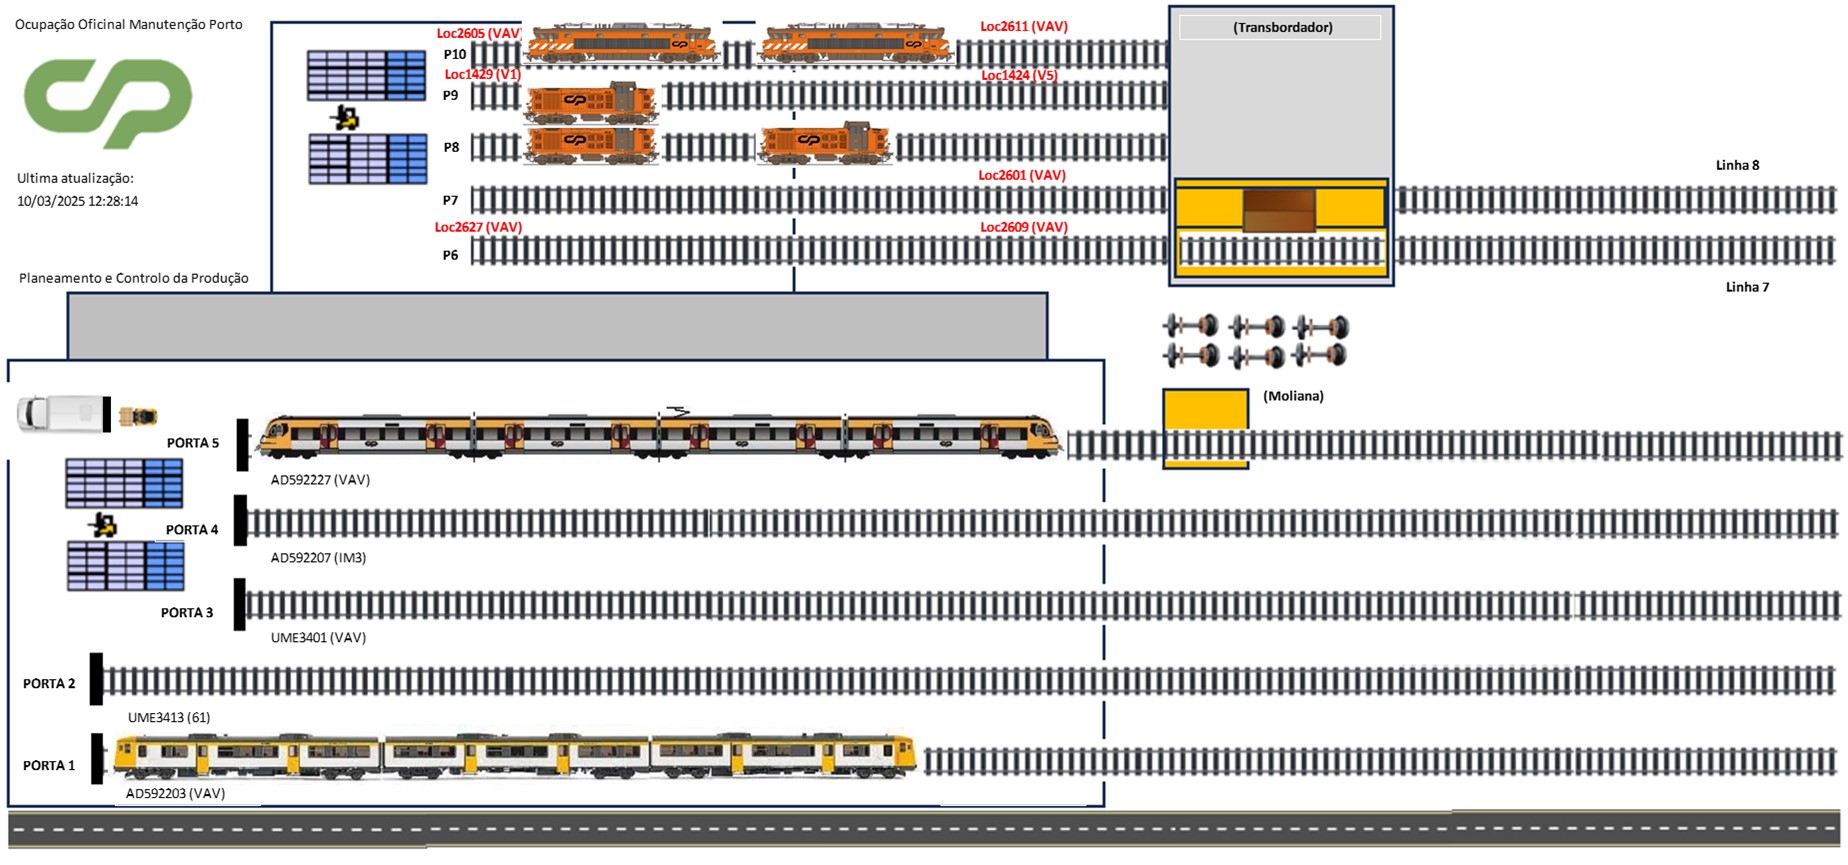 Ocupação Oficinal Manutenção Porto
CP
Ultima atualização:
10/03/2025 12:28:14
Planeamento e Controlo da Produção
(Transbordador)
Loc2605 (VAV)
Loc2611 (VAV)
P10
Loc1429 (V1)
Loc1424 (V5)
P9
P8
Loc2601 (VAV)
P7
Linha 8
Loc2627 (VAV)
Loc2609 (VAV)
P6
Linha 7
(Moliana)
PORTA 5
AD592227 (VAV)
PORTA 4
AD592207 (IM3)
PORTA 3
UME3401 (VAV)
PORTA 2
UME3413 (61)
PORTA 1
AD592203 (VAV)